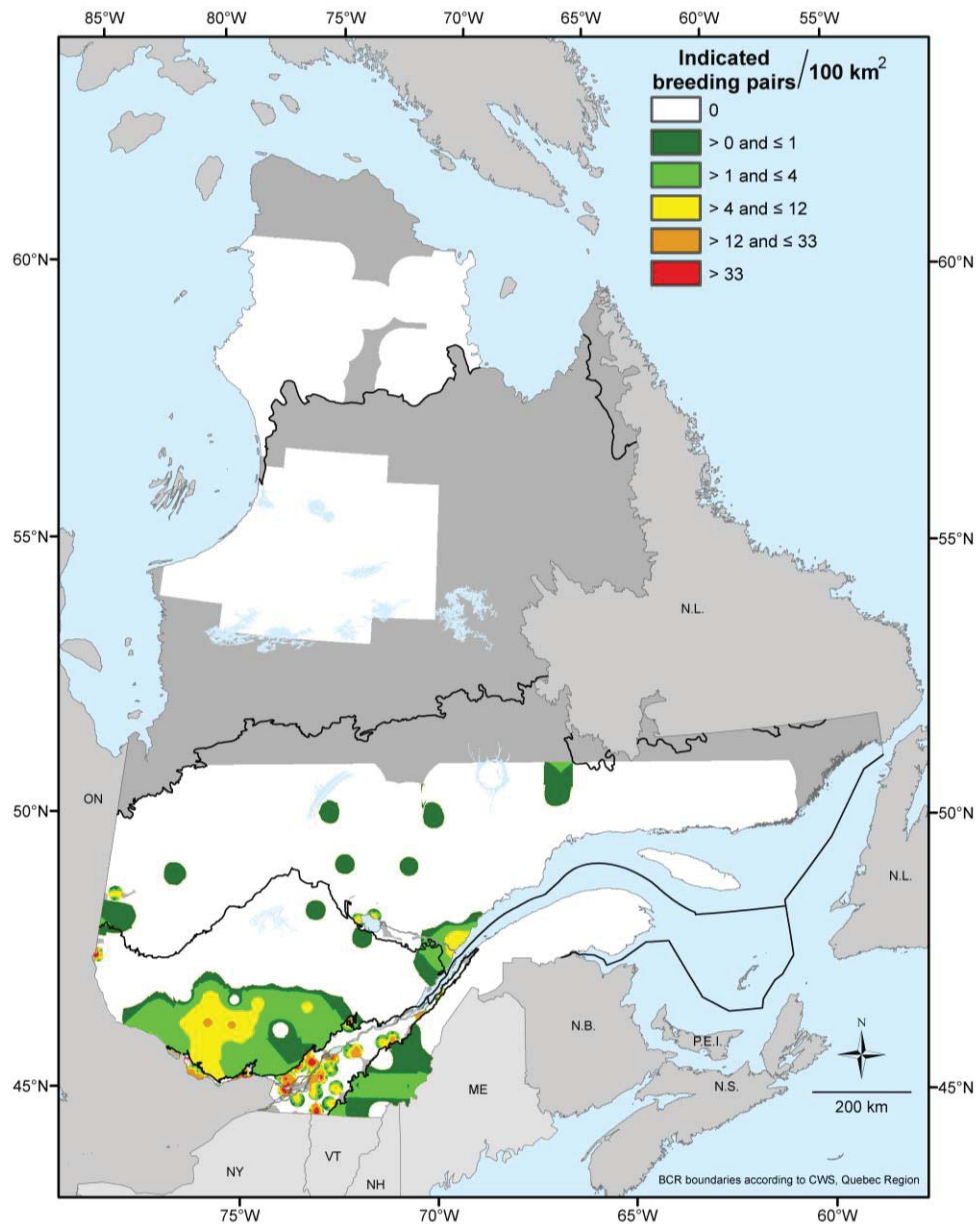 85°W 80°W 75°W 70°W 65°W 60°W 55°W
Indicated
breeding pairs/100 km²
0
> 0 and ≤ 1
> 1 and ≤ 4
> 4 and ≤ 12
> 12 and ≤ 33
> 33
60°N 60°N
55°N 55°N
N.L.
ON
50°N 50°N
N.L.
N.B.
P.E.I.
N
45°N 45°N
ME
N.S.
200 km
VT
NY
NH
BCR boundaries according to CWS, Quebec Region
75°W 70°W 65°W 60°W